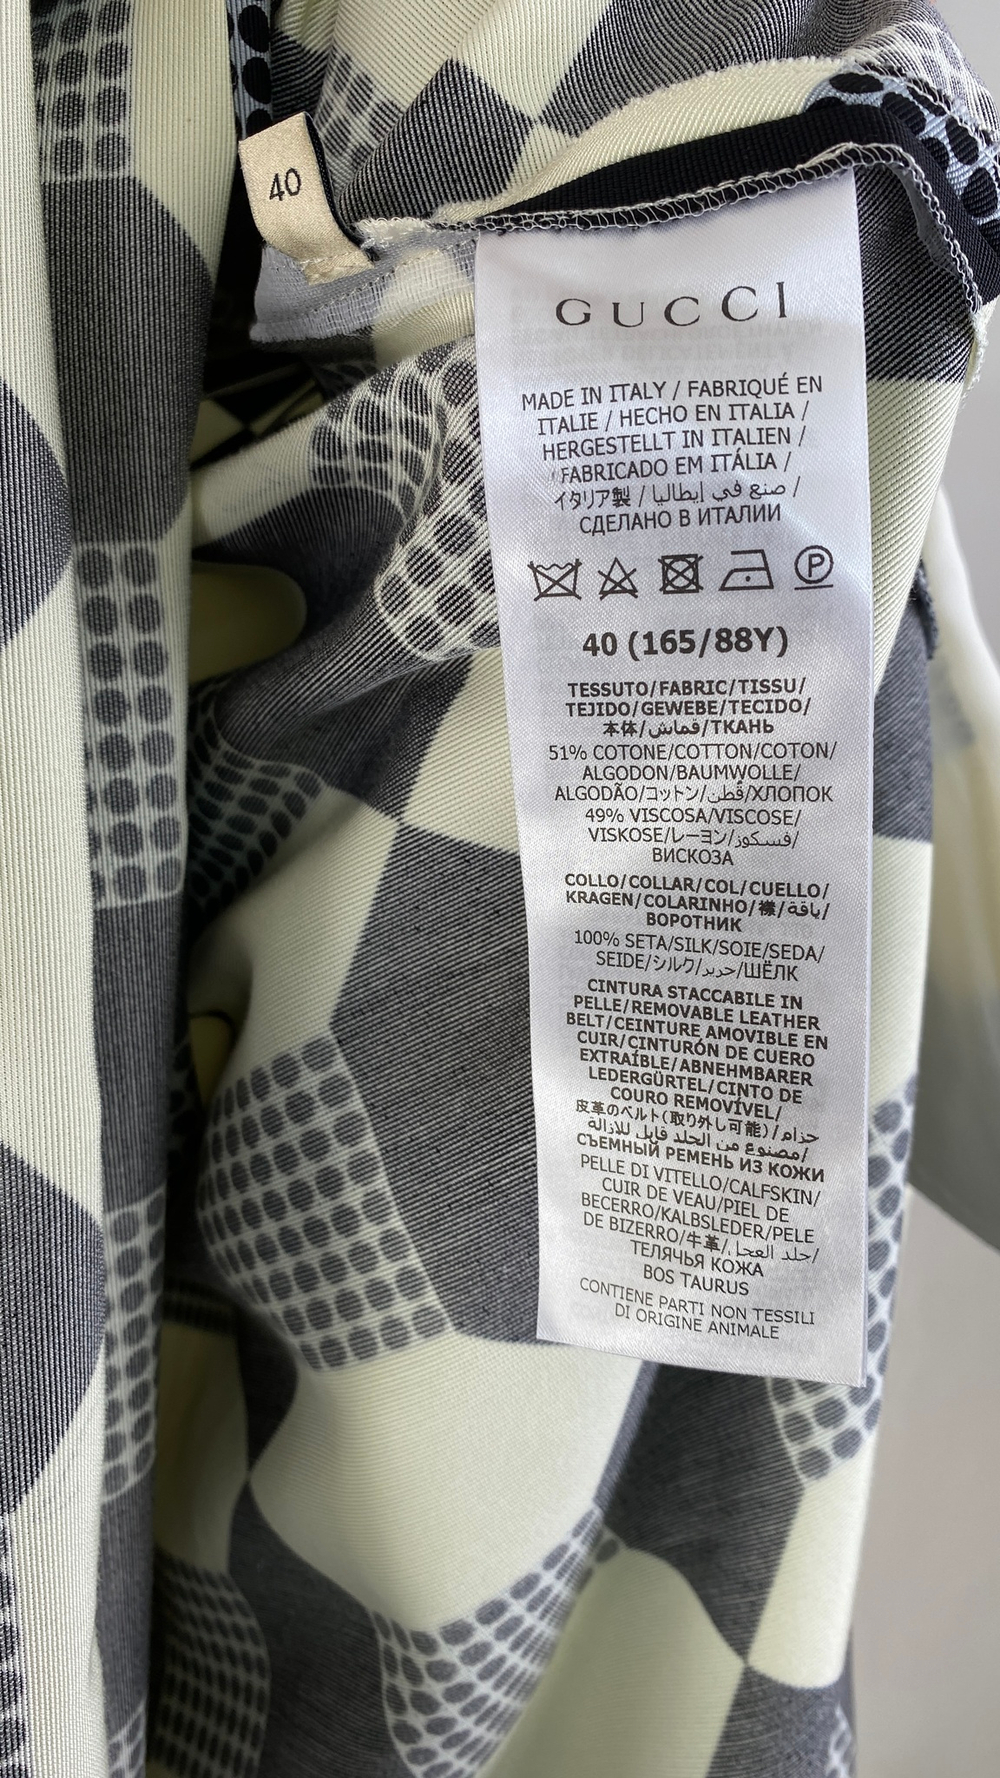 40
GUCCI
MADE IN ITALY / FABRIQUÉ EN
ITALIE / HECHO EN ITALIA /
HERGESTELLT IN ITALIEN /
FABRICADO EM ITÁLIA /
イタリア製 / صنع في إيطاليا /
СДЕЛАНО В ИТАЛИИ
P
40 (165/88Y)
TESSUTO/FABRIC/TISSU/
TEJIDO/GEWEBE/TECIDO/
本体/قماش/ТКАНЬ
51% COTONE/COTTON/COTON/
ALGODON/BAUMWOLLE/
ALGODÃO/コットン/قطن/ХЛОПОК
49% VISCOSA/VISCOSE/
VISKOSE/レーヨン/فسكوز/
ВИСКОЗА
COLLO/COLLAR/COL/CUELLO/
KRAGEN/COLARINHO/襟/ياقة/
ВОРОТНИК
100% SETA/SILK/SOIE/SEDA/
SEIDE/シルク/حرير/ШЁЛК
CINTURA STACCABILE IN
PELLE/REMOVABLE LEATHER
BELT/CEINTURE AMOVIBLE EN
CUIR/CINTURÓN DE CUERO
EXTRAÍBLE/ABNEHMBARER
LEDERGÜRTEL/CINTO DE
COURO REMOVÍVEL/
皮革のベルト(取り外し可能)/حزام
مصنوع من الجلد قابل للإزالة/
СЪЕМНЫЙ РЕМЕНЬ ИЗ КОЖИ
PELLE DI VITELLO/CALFSKIN/
CUIR DE VEAU/PIEL DE
BECERRO/KALBSLEDER/PELE
DE BIZERRO/牛革/جلد العجل/
ТЕЛЯЧЬЯ КОЖА
BOS TAURUS
CONTIENE PARTI NON TESSILI
DI ORIGINE ANIMALE